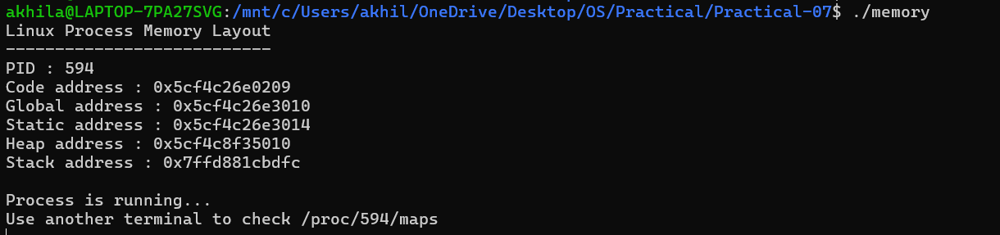 akhila@LAPTOP-7PA27SVG:/mnt/c/Users/akhil/OneDrive/Desktop/OS/Practical/Practical-07$ ./memory
Linux Process Memory Layout
---------------------------
PID : 594
Code address : 0x5cf4c26e0209
Global address : 0x5cf4c26e3010
Static address : 0x5cf4c26e3014
Heap address : 0x5cf4c8f35010
Stack address : 0x7ffd881cbdfc

Process is running...
Use another terminal to check /proc/594/maps